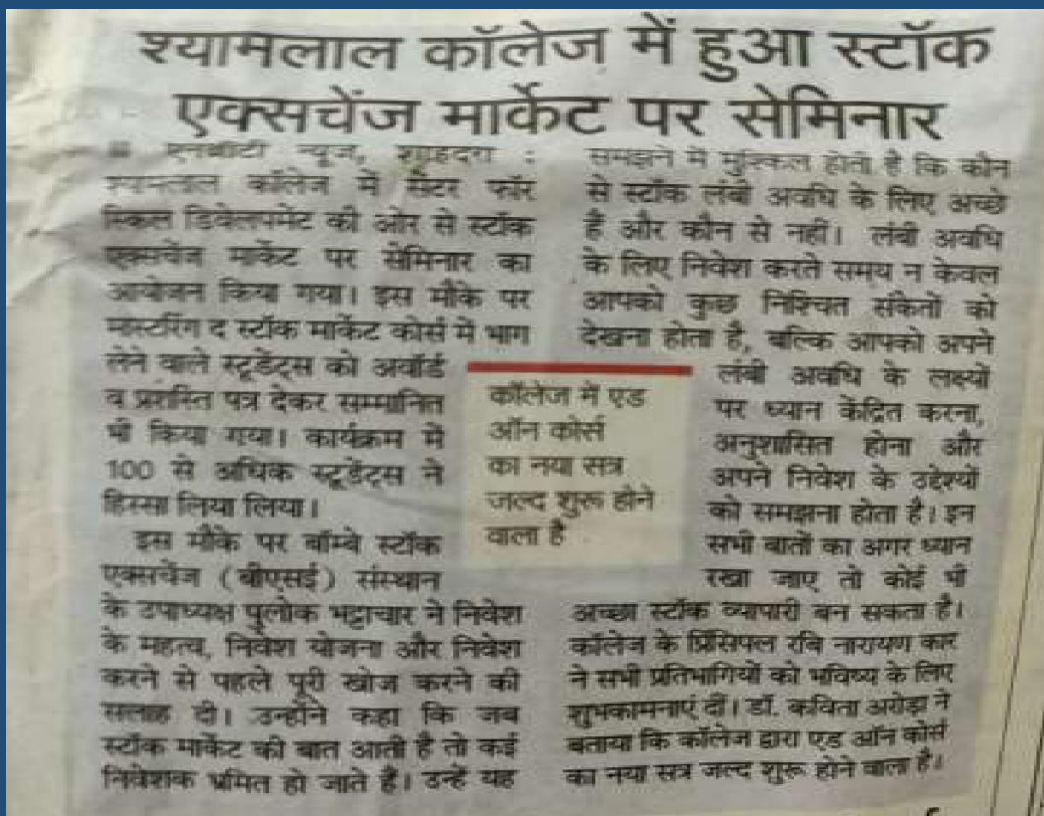 श्यामलाल कॉलेज में हुआ स्टॉक
एक्सचेंज मार्केट पर सेमिनार
■ एनबीटी न्यूज, शाहदरा :
श्यामलाल कॉलेज में सेंटर फॉर
स्किल डिवेलपमेंट की ओर से स्टॉक
एक्सचेंज मार्केट पर सेमिनार का
आयोजन किया गया। इस मौके पर
मास्टरिंग द स्टॉक मार्केट कोर्स में भाग
लेने वाले स्टूडेंट्स को अवॉर्ड
व प्रशस्ति पत्र देकर सम्मानित
भी किया गया। कार्यक्रम में
100 से अधिक स्टूडेंट्स ने
हिस्सा लिया लिया।
इस मौके पर बॉम्बे स्टॉक
एक्सचेंज (बीएसई) संस्थान
के उपाध्यक्ष पुलोक भट्टाचार ने निवेश
के महत्व, निवेश योजना और निवेश
करने से पहले पूरी खोज करने की
सलाह दी। उन्होंने कहा कि जब
स्टॉक मार्केट की बात आती है तो कई
निवेशक भ्रमित हो जाते हैं। उन्हें यह
समझने में मुश्किल होती है कि कौन
से स्टॉक लंबी अवधि के लिए अच्छे
हैं और कौन से नहीं। लंबी अवधि
के लिए निवेश करते समय न केवल
आपको कुछ निश्चित संकेतों को
देखना होता है, बल्कि आपको अपने
लंबी अवधि के लक्ष्यों
पर ध्यान केंद्रित करना,
अनुशासित होना और
अपने निवेश के उद्देश्यों
को समझना होता है। इन
सभी बातों का अगर ध्यान
रखा जाए तो कोई भी
अच्छा स्टॉक व्यापारी बन सकता है।
कॉलेज के प्रिंसिपल रबि नारायण कार
ने सभी प्रतिभागियों को भविष्य के लिए
शुभकामनाएं दीं। डॉ. कविता अरोड़ा ने
बताया कि कॉलेज द्वारा एड ऑन कोर्स
का नया सत्र जल्द शुरू होने वाला है।
कॉलेज में एड
ऑन कोर्स
का नया सत्र
जल्द शुरू होने
वाला है